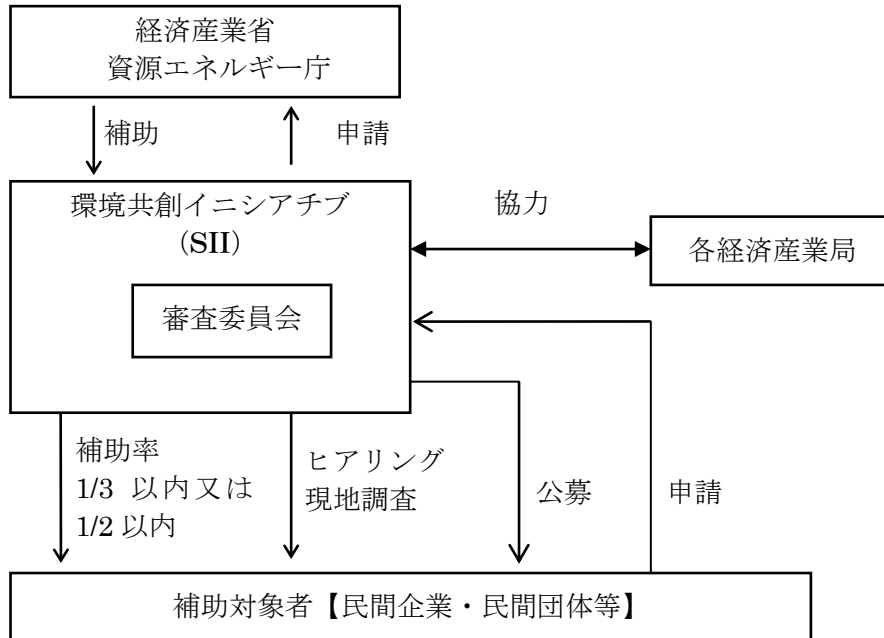 経済産業省
資源エネルギー庁
補助
申請
環境共創イニシアチブ
（SII）
審査委員会
協力
各経済産業局
補助率
1/3 以内又は
1/2 以内
ヒアリング
現地調査
公募
申請
補助対象者【民間企業・民間団体等】